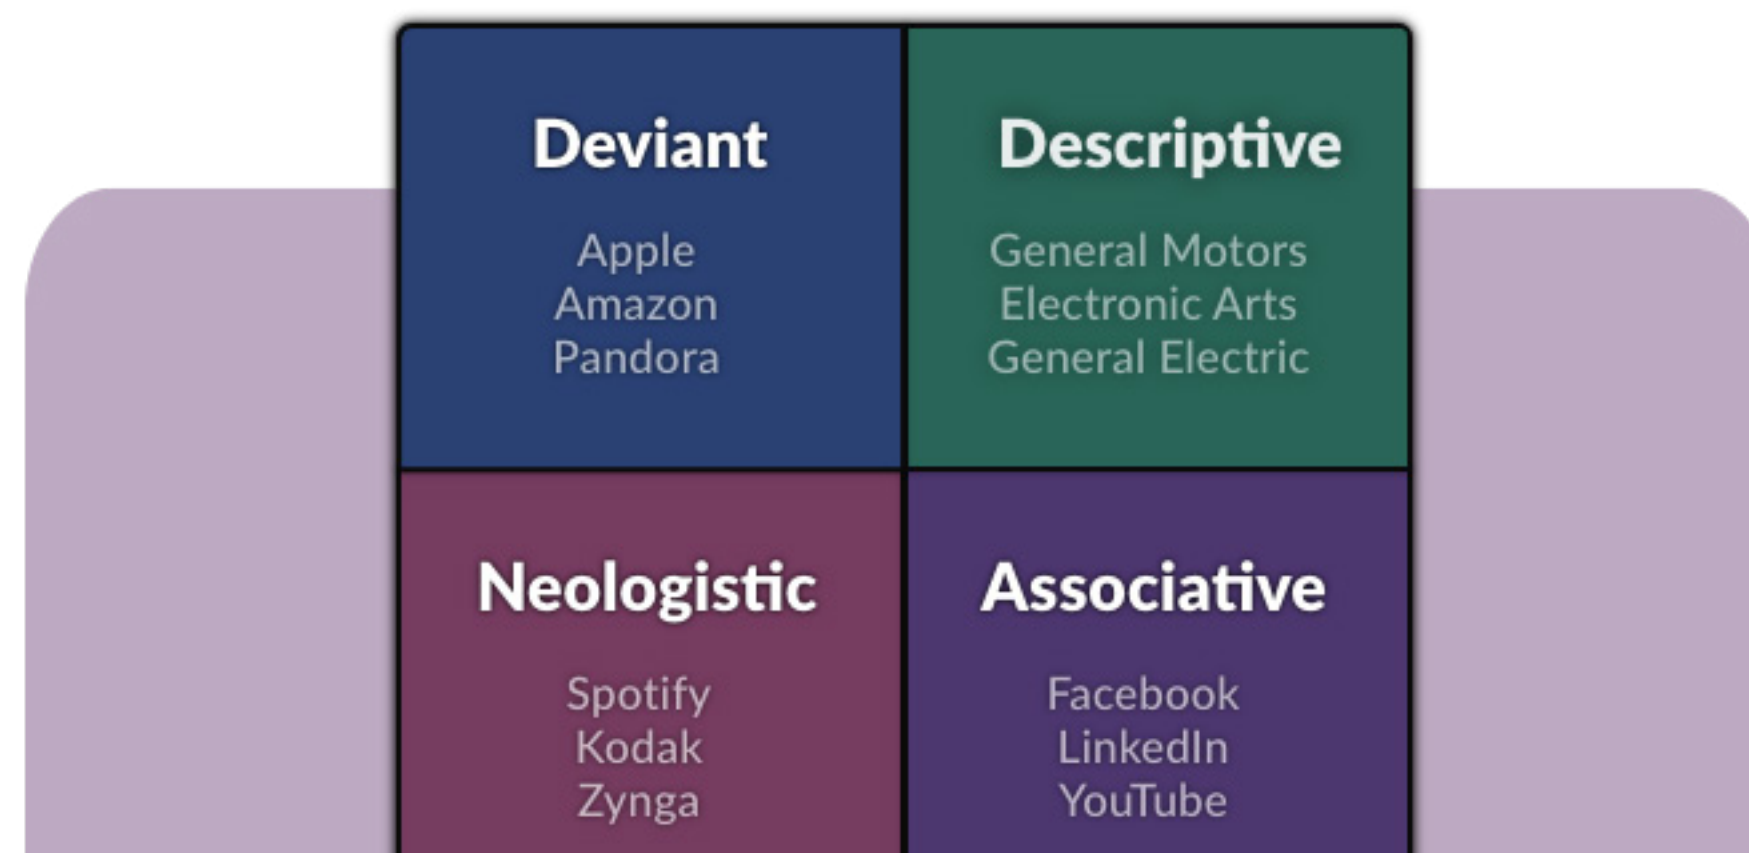 Deviant
Apple
Amazon
Pandora
Descriptive
General Motors
Electronic Arts
General Electric
Neologistic
Spotify
Kodak
Zynga
Associative
Facebook
LinkedIn
YouTube